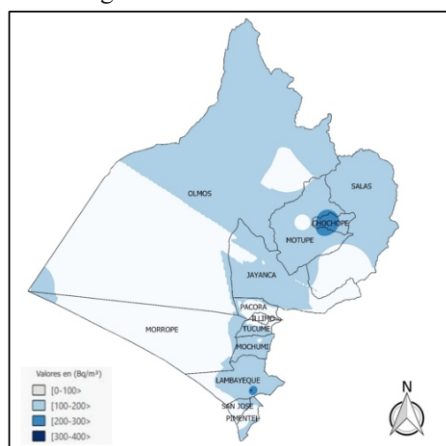 OLMOS
SALAS
CHOCHOPE
MOTUPE
JAYANCA
PACORA
ILLIMO
TUCUME
MORROPE
MOCHUMI
LAMBAYEQUE
SAN JOSE
PIMENTEL
Valores en (Bq/m³)
[0-100>
[100-200>
[200-300>
[300-400>
N